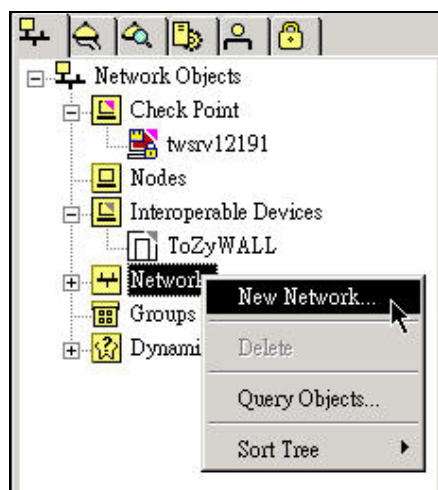 Network Objects
Check Point
twsrv12191
Nodes
Interoperable Devices
ToZyWALL
Network
New Network...
Groups
Delete
Dynami
Query Objects...
Sort Tree